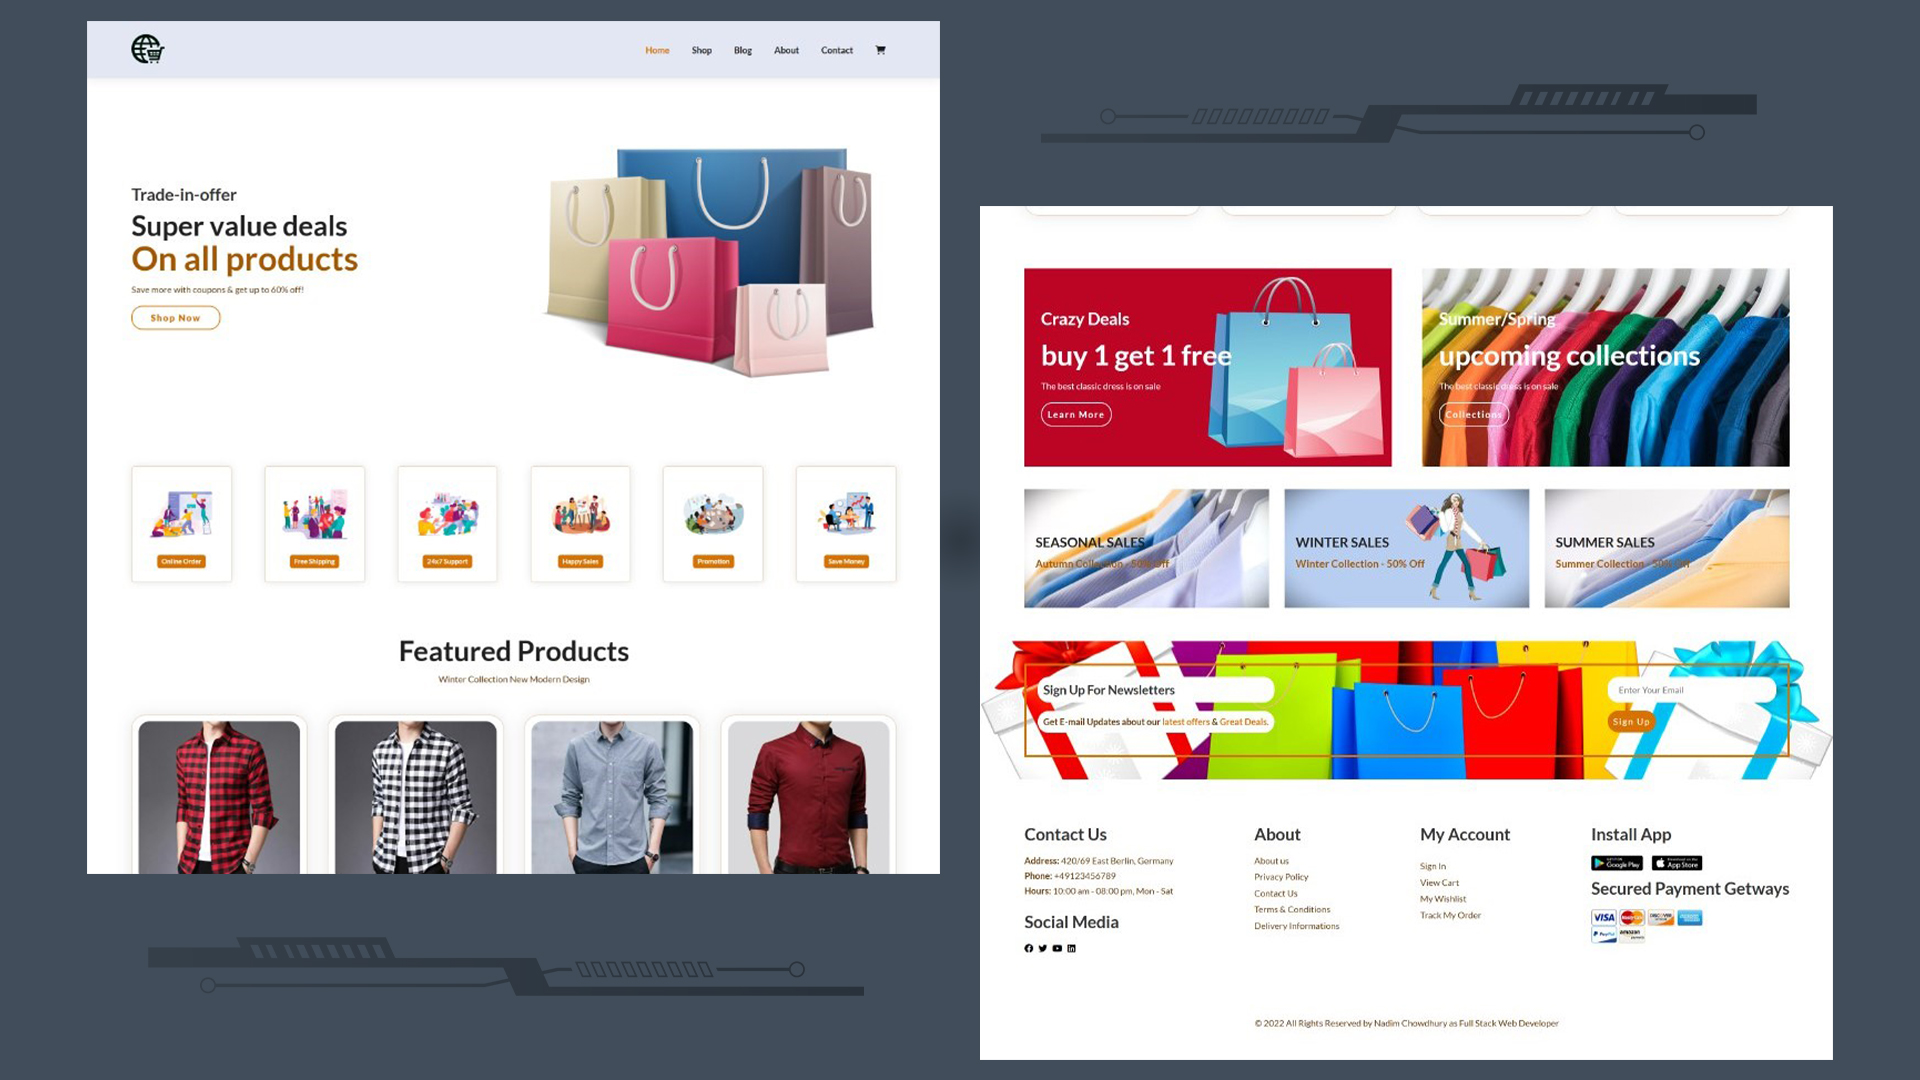 Home Shop Blog About Contact
Trade-in-offer
Super value deals
On all products
Save more with coupons & get up to 60% off!
Shop Now
Online Order
Free Shipping
24x7 Support
Happy Sales
Promotion
Save Money
Featured Products
Winter Collection New Modern Design
Crazy Deals
buy 1 get 1 free
The best classic dress is on sale
Learn More
Summer/Spring
upcoming collections
The best classic dress is on sale
Collections
SEASONAL SALES
Autumn Collection - 50% Off
WINTER SALES
Winter Collection - 50% Off
SUMMER SALES
Summer Collection - 50% Off
Sign Up For Newsletters
Get E-mail Updates about our latest offers & Great Deals.
Enter Your Email
Sign Up
Contact Us
Address: 420/69 East Berlin, Germany
Phone: +49123456789
Hours: 10:00 am - 08:00 pm, Mon - Sat
Social Media
About
About us
Privacy Policy
Contact Us
Terms & Conditions
Delivery Informations
My Account
Sign In
View Cart
My Wishlist
Track My Order
Install App
Google Play
App Store
Secured Payment Getways
VISA
DISCOVER
PayPal
amazon
© 2022 All Rights Reserved by Nadim Chowdhury as Full Stack Web Developer